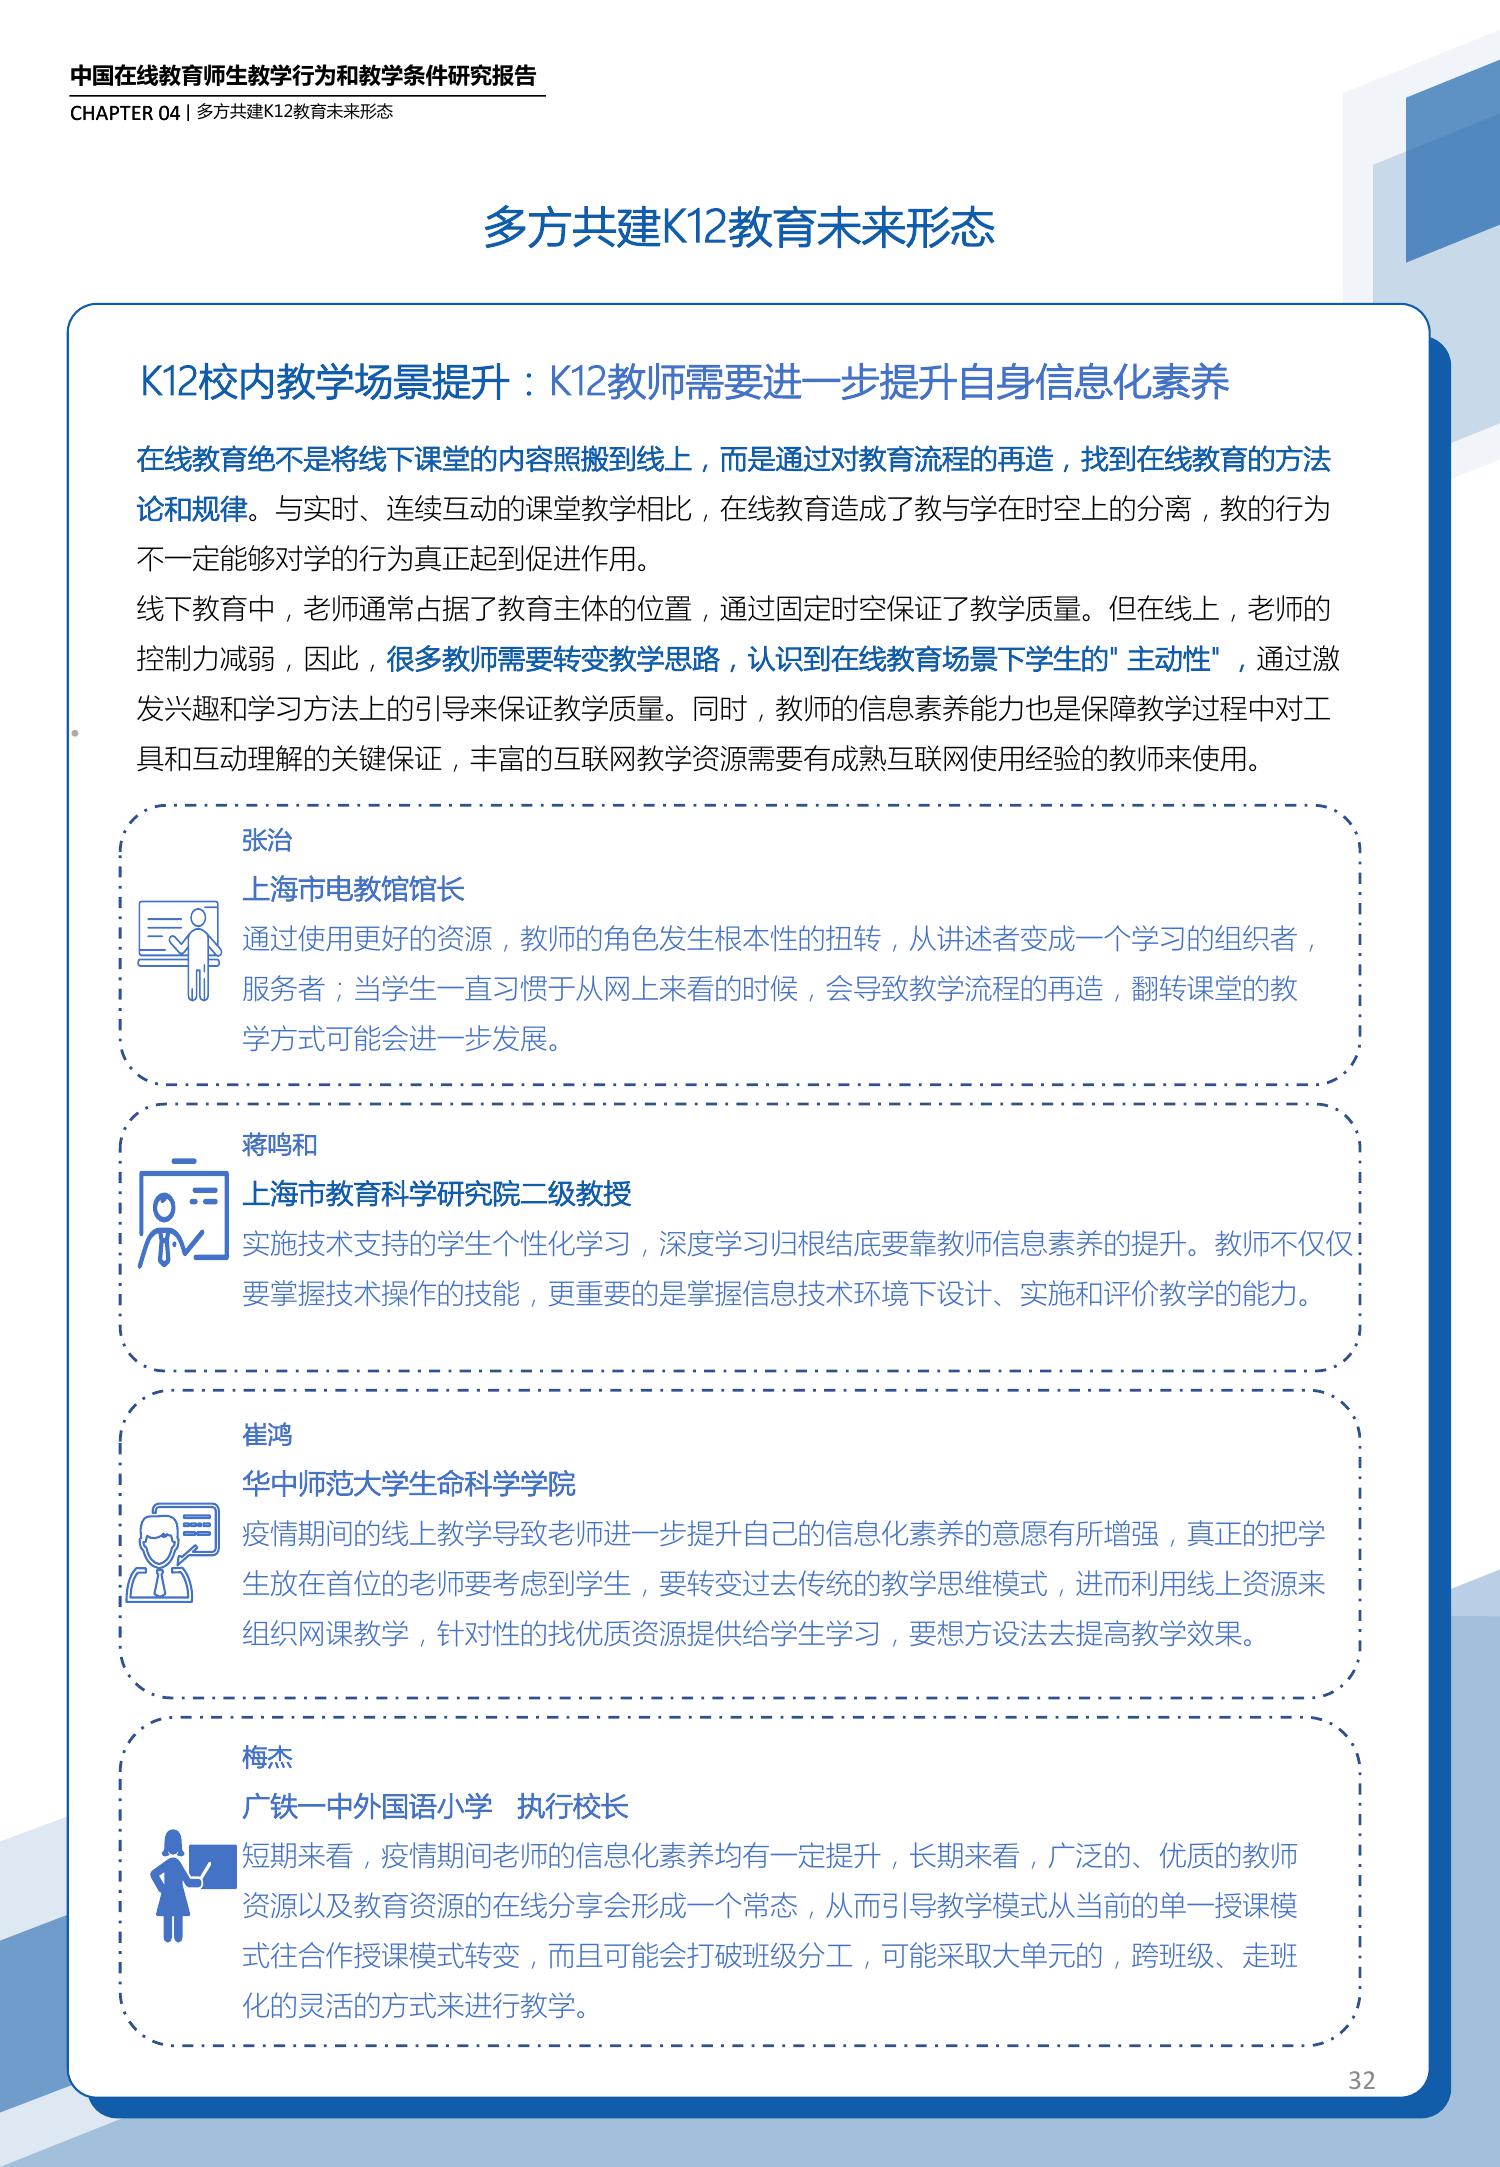 中国在线教育师生教学行为和教学条件研究报告
CHAPTER 04 | 多方共建K12教育未来形态
多方共建K12教育未来形态
K12校内教学场景提升：K12教师需要进一步提升自身信息化素养
在线教育绝不是将线下课堂的内容照搬到线上，而是通过对教育流程的再造，找到在线教育的方法
论和规律。与实时、连续互动的课堂教学相比，在线教育造成了教与学在时空上的分离，教的行为
不一定能够对学的行为真正起到促进作用。
线下教育中，老师通常占据了教育主体的位置，通过固定时空保证了教学质量。但在线上，老师的
控制力减弱，因此，很多教师需要转变教学思路，认识到在线教育场景下学生的"主动性"，通过激
发兴趣和学习方法上的引导来保证教学质量。同时，教师的信息素养能力也是保障教学过程中对工
具和互动理解的关键保证，丰富的互联网教学资源需要有成熟互联网使用经验的教师来使用。
张治
上海市电教馆馆长
通过使用更好的资源，教师的角色发生根本性的扭转，从讲述者变成一个学习的组织者，
服务者；当学生一直习惯于从网上来看的时候，会导致教学流程的再造，翻转课堂的教
学方式可能会进一步发展。
蒋鸣和
上海市教育科学研究院二级教授
实施技术支持的学生个性化学习，深度学习归根结底要靠教师信息素养的提升。教师不仅仅
要掌握技术操作的技能，更重要的是掌握信息技术环境下设计、实施和评价教学的能力。
崔鸿
华中师范大学生命科学学院
疫情期间的线上教学导致老师进一步提升自己的信息化素养的意愿有所增强，真正的把学
生放在首位的老师要考虑到学生，要转变过去传统的教学思维模式，进而利用线上资源来
组织网课教学，针对性的找优质资源提供给学生学习，要想方设法去提高教学效果。
梅杰
广铁一中外国语小学 执行校长
短期来看，疫情期间老师的信息化素养均有一定提升，长期来看，广泛的、优质的教师
资源以及教育资源的在线分享会形成一个常态，从而引导教学模式从当前的单一授课模
式往合作授课模式转变，而且可能会打破班级分工，可能采取大单元的，跨班级、走班
化的灵活的方式来进行教学。
32